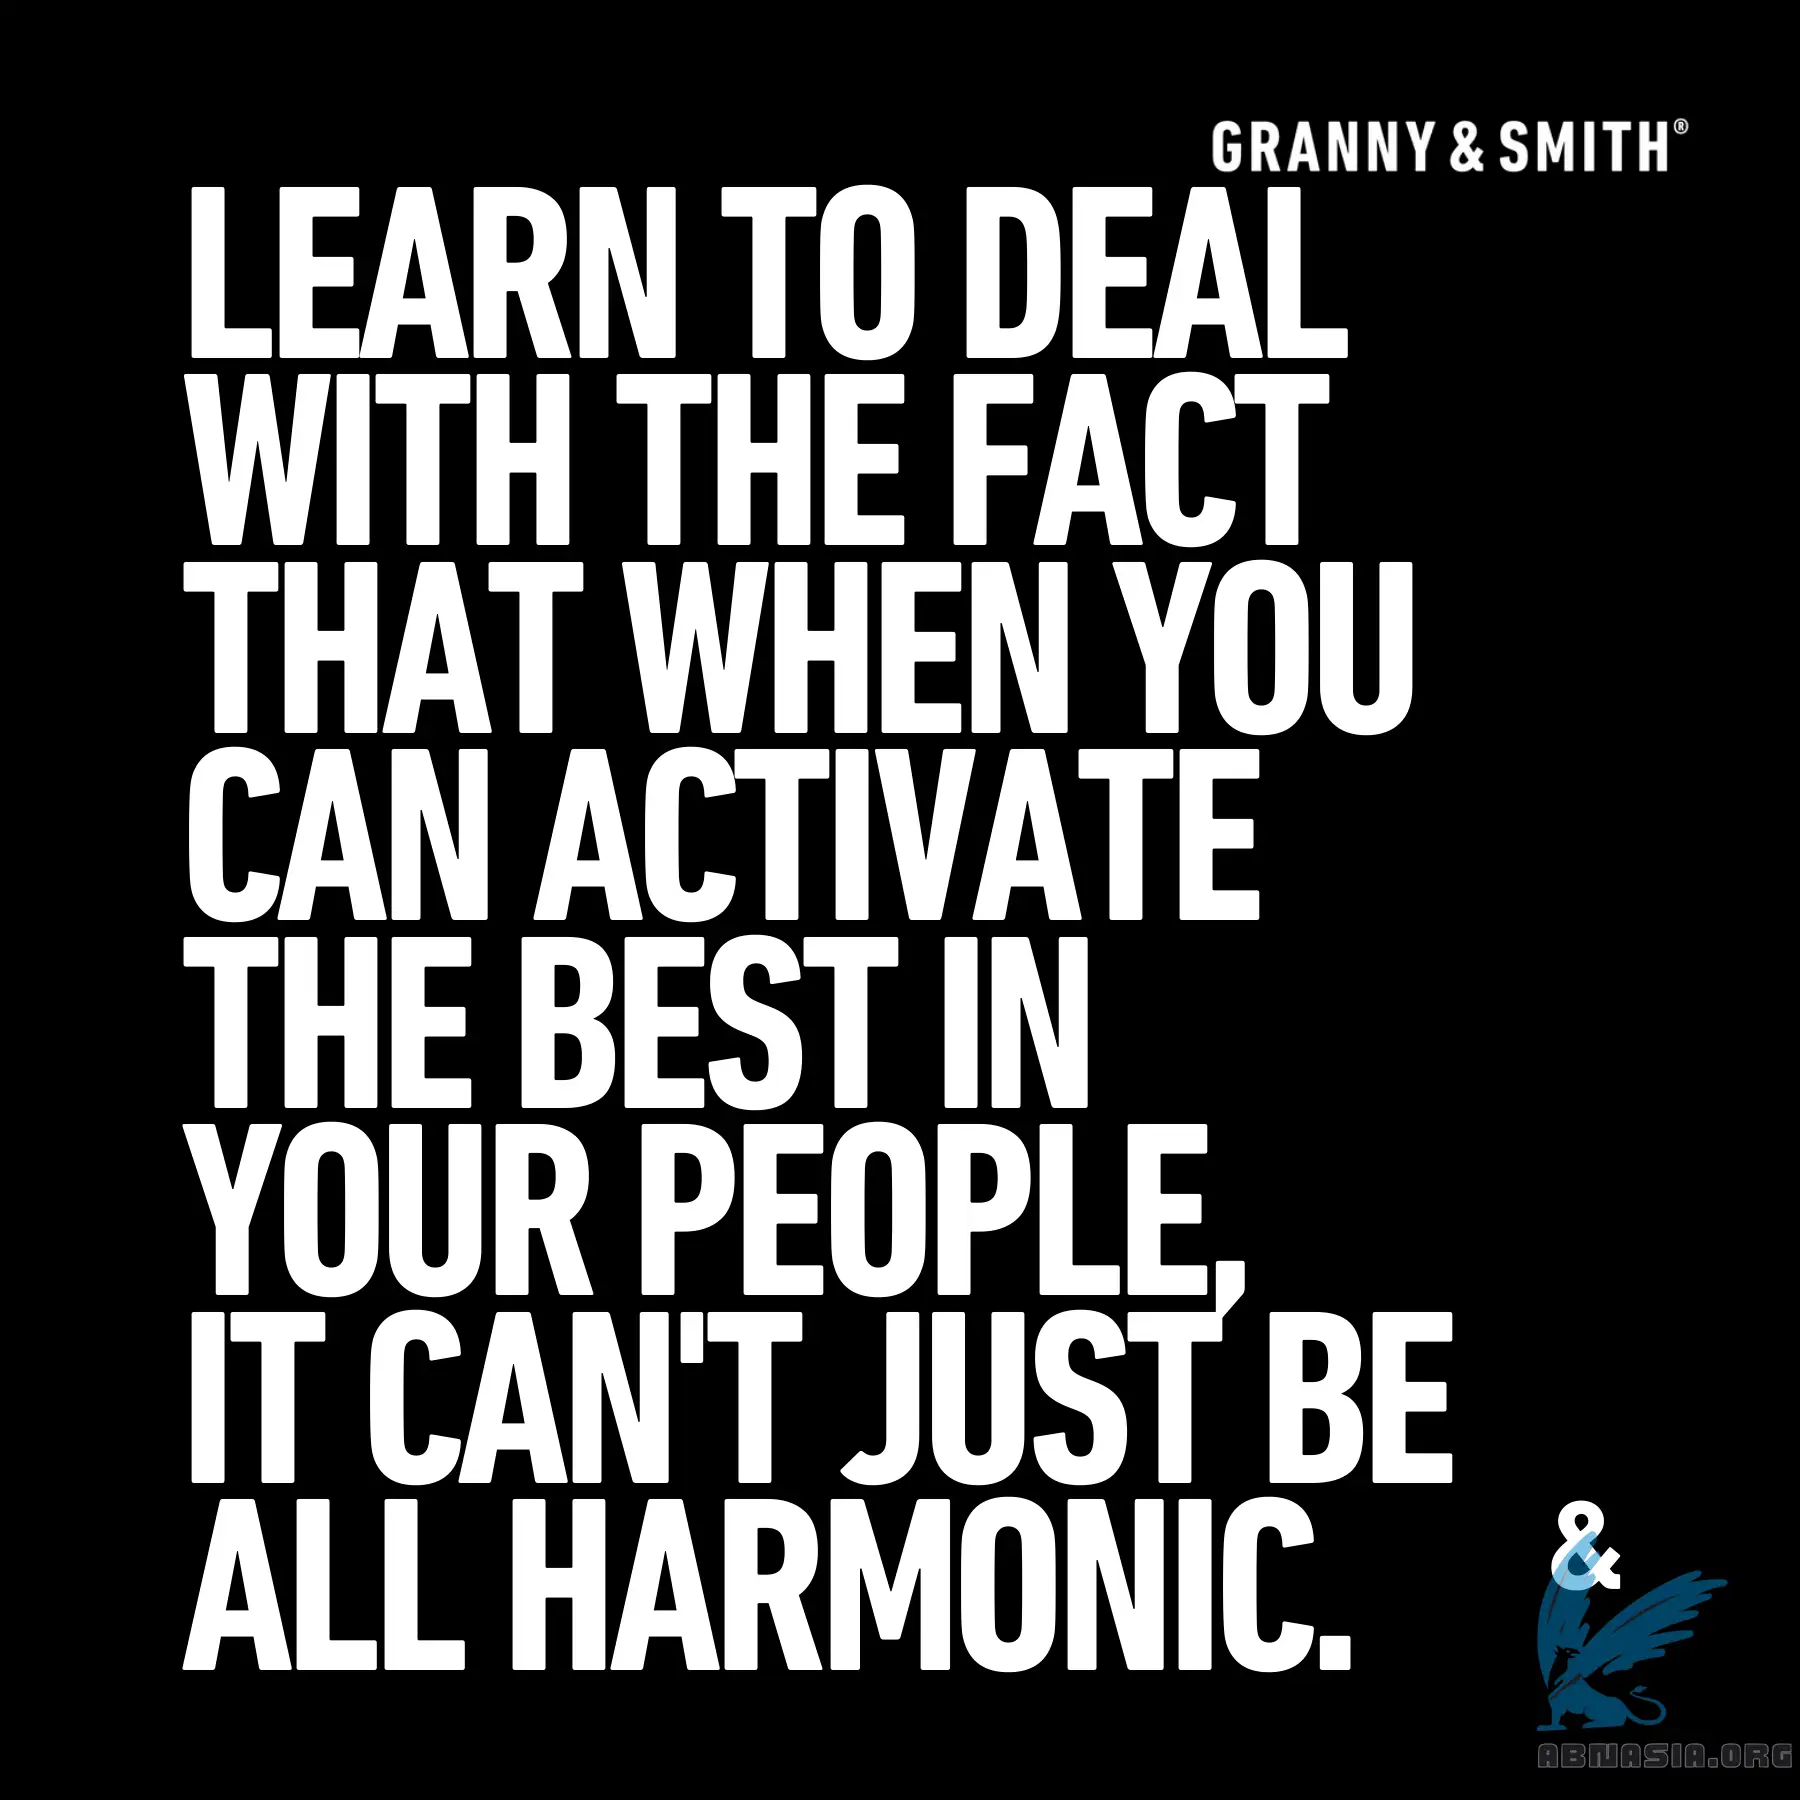 GRANNY & SMITH®
LEARN TO DEAL
WITH THE FACT
THAT WHEN YOU
CAN ACTIVATE
THE BEST IN
YOUR PEOPLE,
IT CAN'T JUST BE
ALL HARMONIC.
&
ABNASIA.ORG